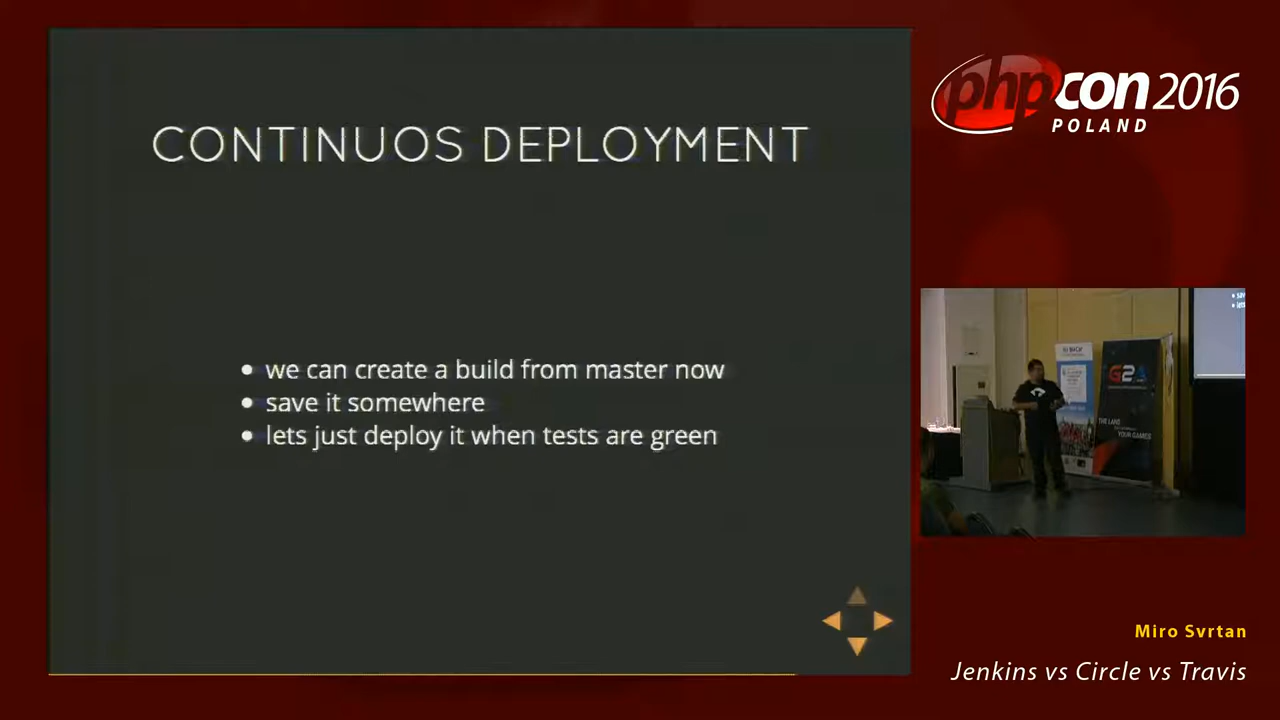 CONTINUOS DEPLOYMENT
we can create a build from master now
save it somewhere
lets just deploy it when tests are green
phpcon 2016
POLAND
G2A
Miro Svrtan
Jenkins vs Circle vs Travis